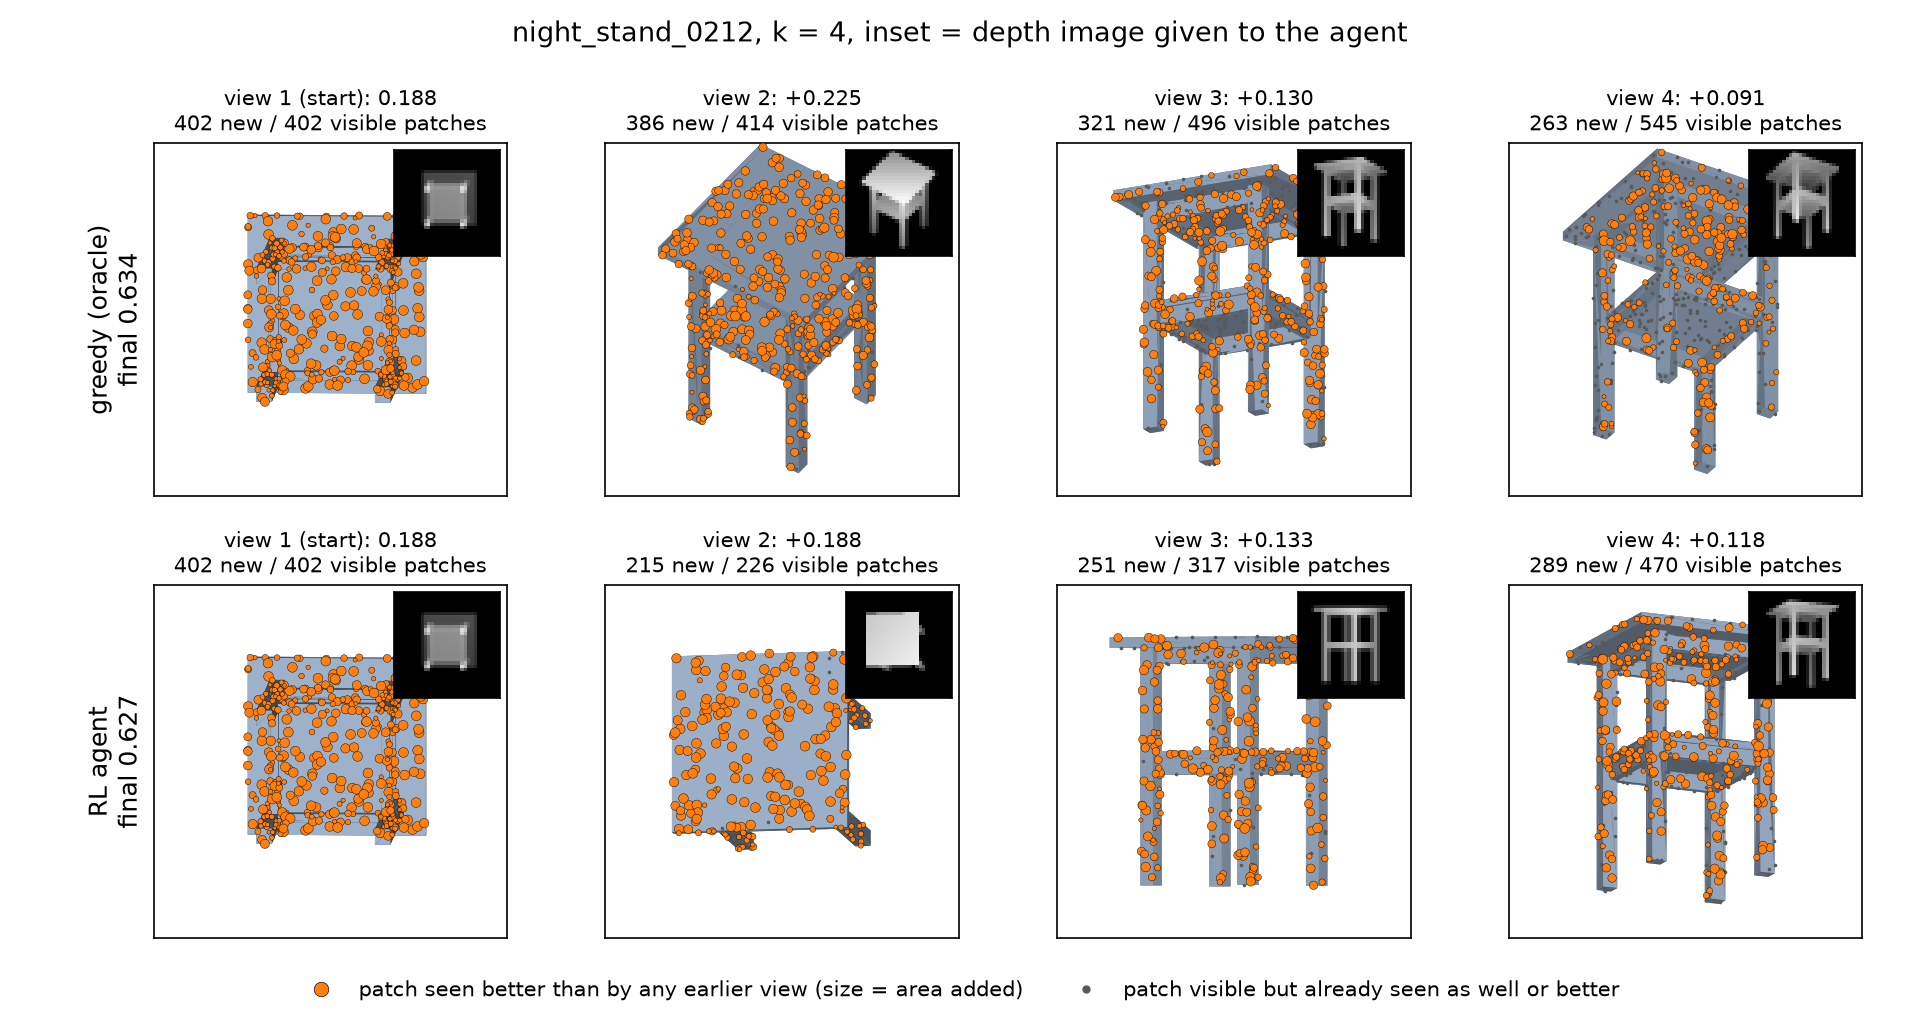 night_stand_0212, k = 4, inset = depth image given to the agent
view 1 (start): 0.188
402 new / 402 visible patches
view 2: +0.225
386 new / 414 visible patches
view 3: +0.130
321 new / 496 visible patches
view 4: +0.091
263 new / 545 visible patches
greedy (oracle)
final 0.634
view 1 (start): 0.188
402 new / 402 visible patches
view 2: +0.188
215 new / 226 visible patches
view 3: +0.133
251 new / 317 visible patches
view 4: +0.118
289 new / 470 visible patches
RL agent
final 0.627
patch seen better than by any earlier view (size = area added)
patch visible but already seen as well or better